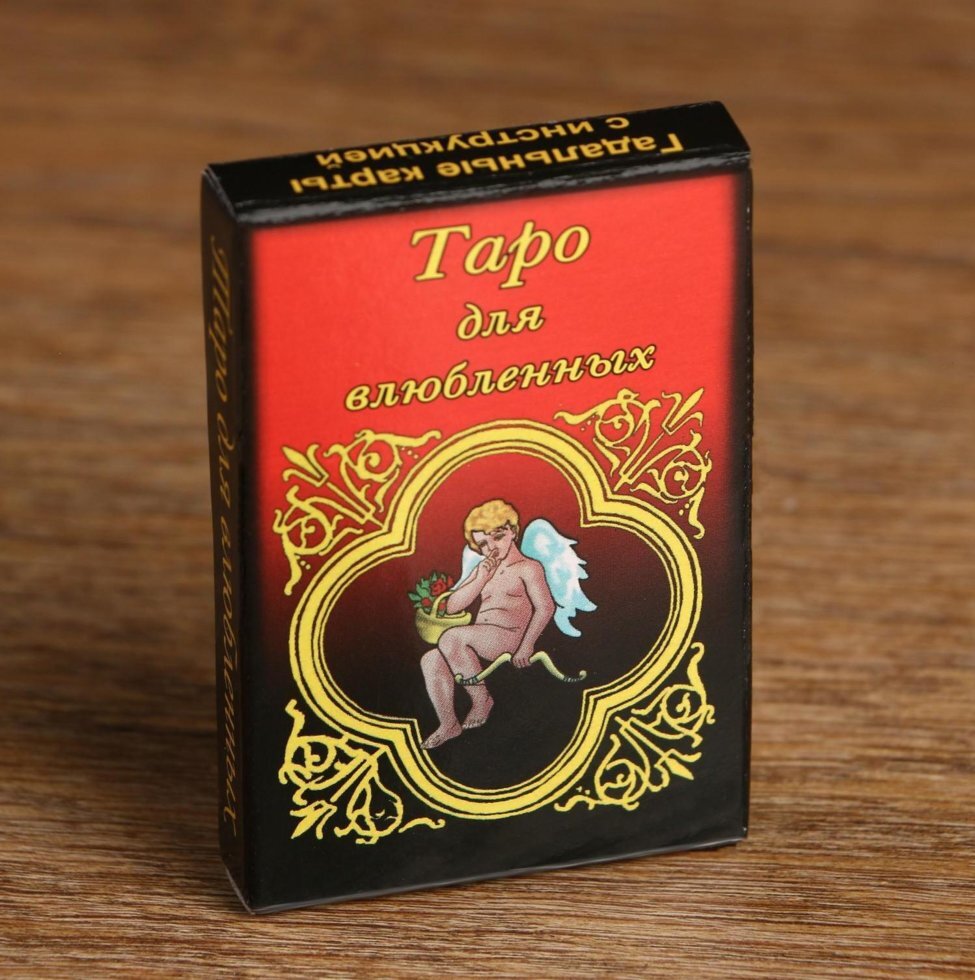 Гадальные карты
с инструкцией
Таро
для
влюбленных
Таро для влюбленных